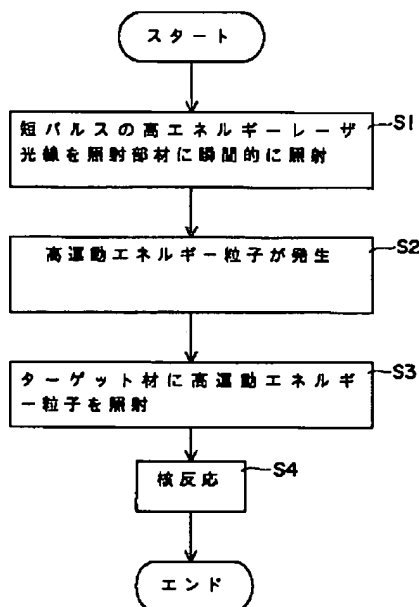 スタート
短パルスの高エネルギーレーザ
光線を照射部材に瞬間的に照射
S1
高運動エネルギー粒子が発生
S2
ターゲット材に高運動エネルギ
ー粒子を照射
S3
核反応
S4
エンド